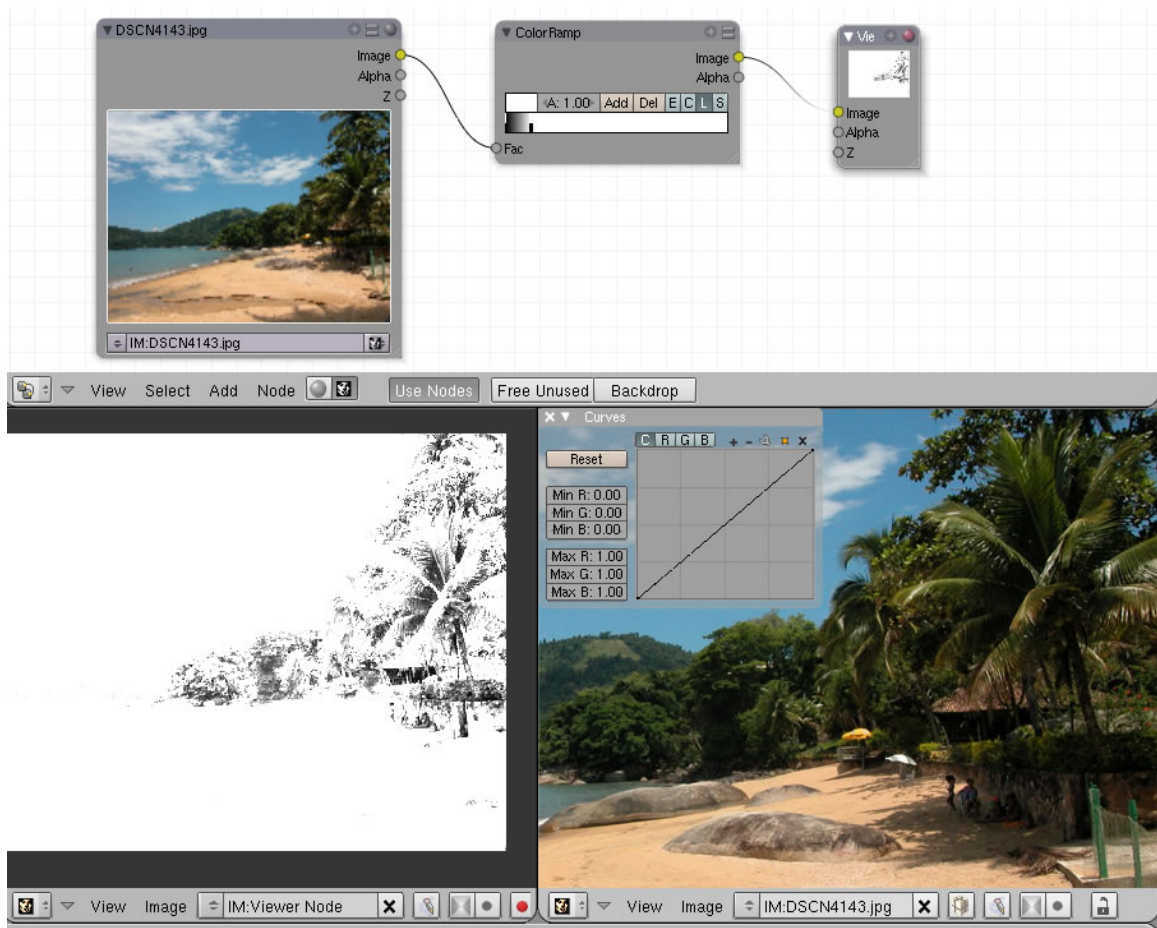 DSCN4143.jpg
Image
Alpha
Z
IM:DSCN4143.jpg
ColorRamp
Image
Alpha
A: 1.00 Add Del E C L S
Fac
Vie
Image
Alpha
Z
View Select Add Node Use Nodes Free Unused Backdrop
Curves
C R G B
Reset
Min R: 0.00
Min G: 0.00
Min B: 0.00
Max R: 1.00
Max G: 1.00
Max B: 1.00
View Image IM:Viewer Node
View Image IM:DSCN4143.jpg